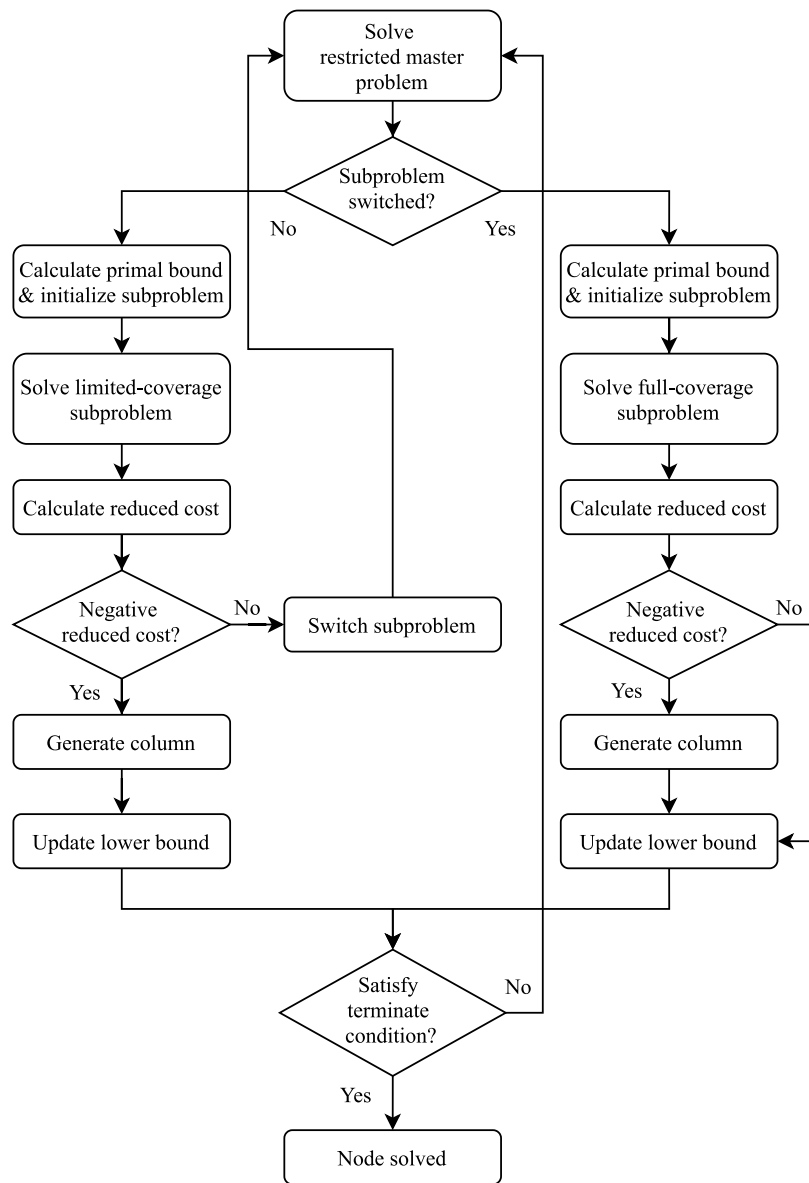 Solve
restricted master
problem
Subproblem
switched?
No
Yes
Calculate primal bound
& initialize subproblem
Calculate primal bound
& initialize subproblem
Solve limited-coverage
subproblem
Solve full-coverage
subproblem
Calculate reduced cost
Calculate reduced cost
Negative
reduced cost?
No
Switch subproblem
Negative
reduced cost?
No
Yes
Yes
Generate column
Generate column
Update lower bound
Update lower bound
Satisfy
terminate
condition?
No
Yes
Node solved